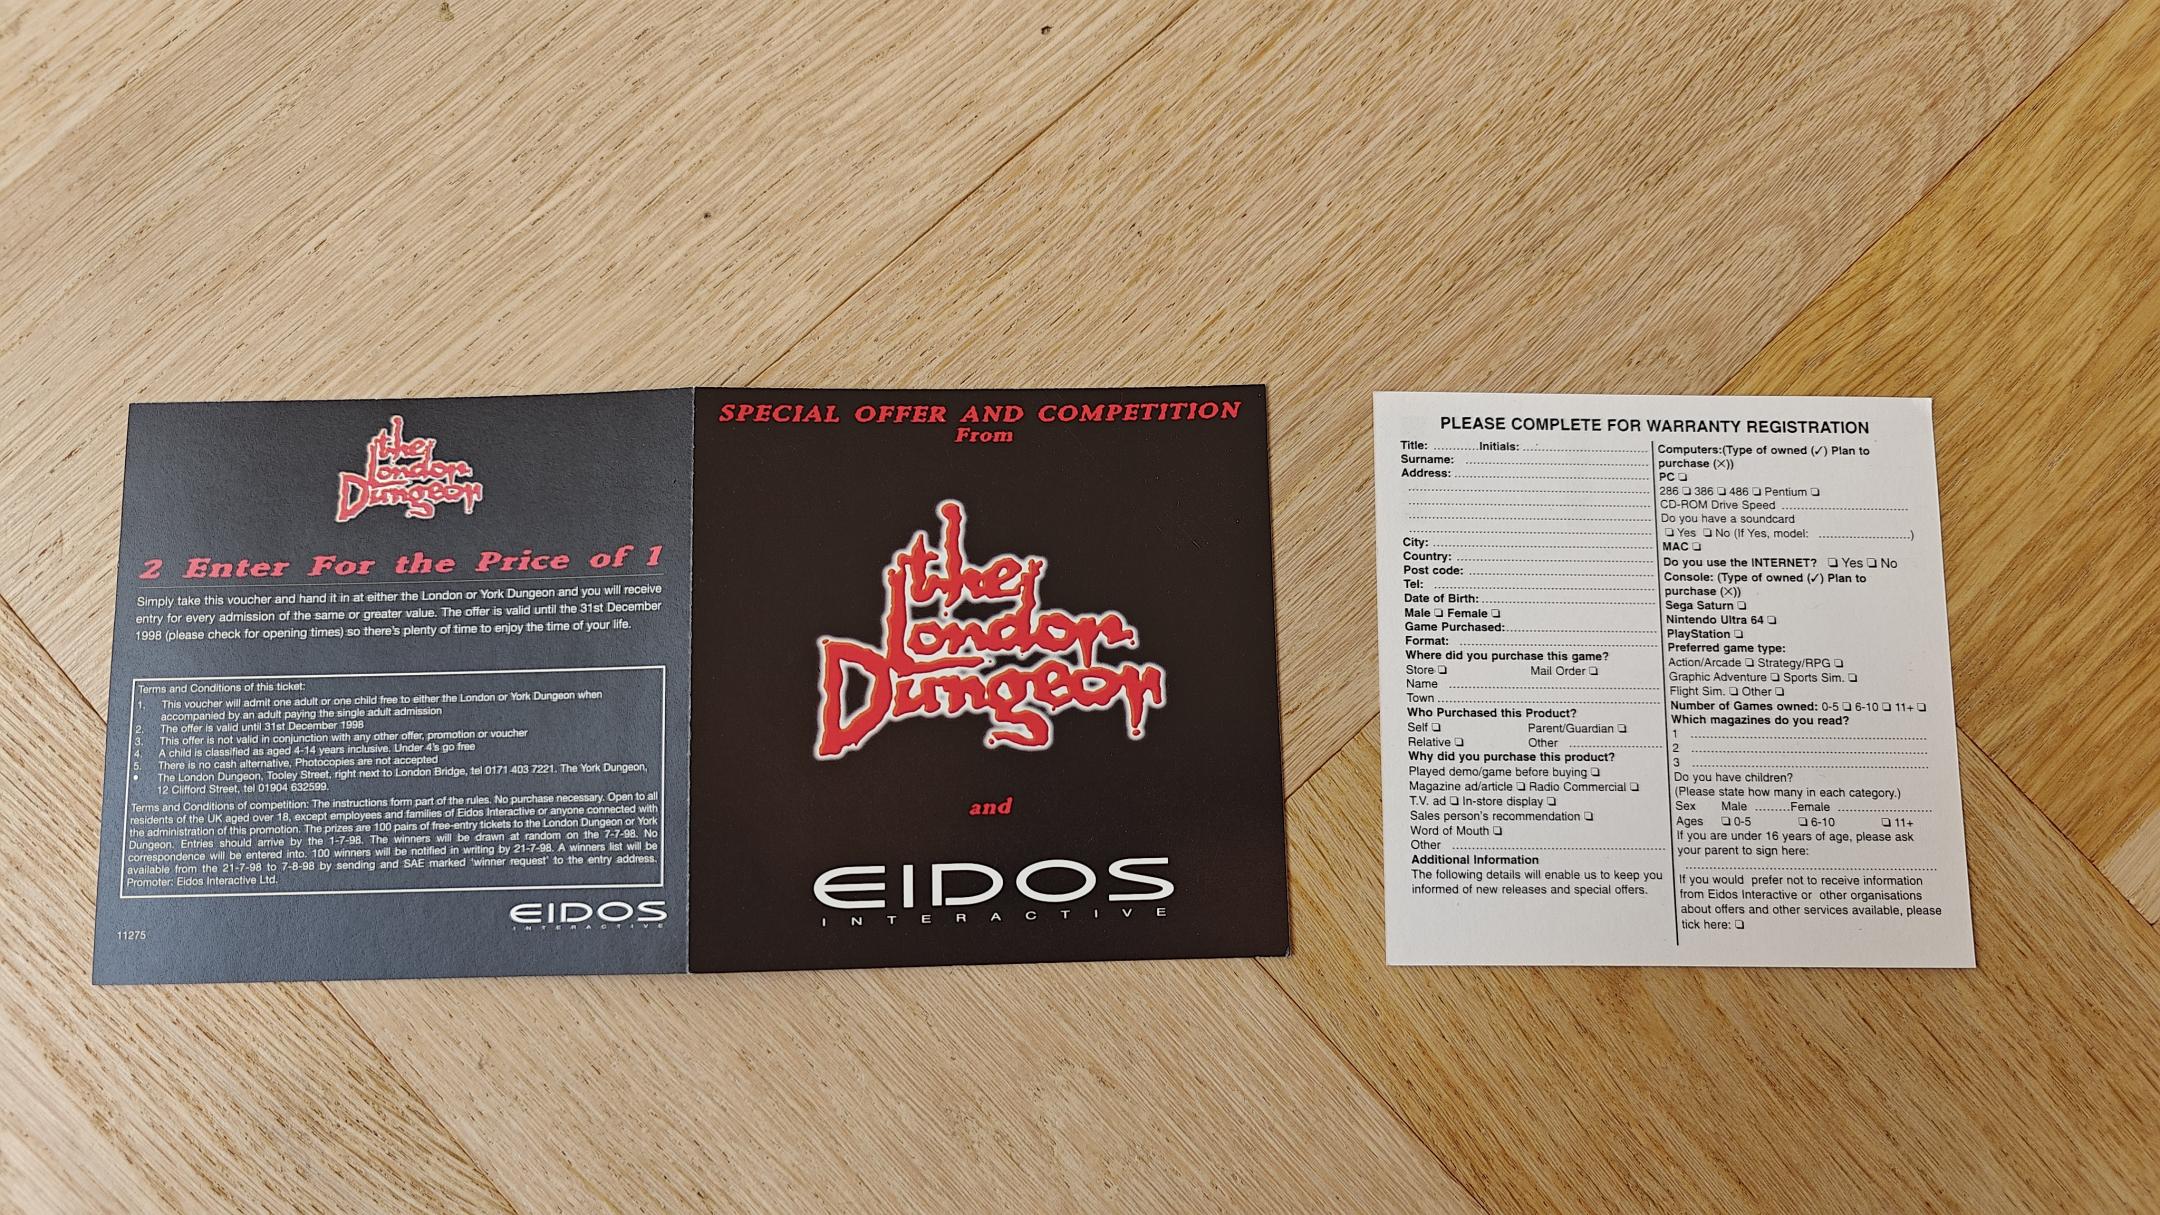 the
London
Dungeon
2 Enter For the Price of 1
Simply take this voucher and hand it in at either the London or York Dungeon and you will receive
entry for every admission of the same or greater value. The offer is valid until the 31st December
1998 (please check for opening times) so there's plenty of time to enjoy the time of your life.
Terms and Conditions of this ticket:
1. This voucher will admit one adult or one child free to either the London or York Dungeon when
accompanied by an adult paying the single adult admission
2. The offer is valid until 31st December 1998
3. This offer is not valid in conjunction with any other offer, promotion or voucher
4. A child is classified as aged 4-14 years inclusive. Under 4's go free
5. There is no cash alternative, Photocopies are not accepted
• The London Dungeon, Tooley Street, right next to London Bridge, tel 0171 403 7221. The York Dungeon,
12 Clifford Street, tel 01904 632599.
Terms and Conditions of competition: The instructions form part of the rules. No purchase necessary. Open to all
residents of the UK aged over 18, except employees and families of Eidos Interactive or anyone connected with
the administration of this promotion. The prizes are 100 pairs of free-entry tickets to the London Dungeon or York
Dungeon. Entries should arrive by the 1-7-98. The winners will be drawn at random on the 7-7-98. No
correspondence will be entered into. 100 winners will be notified in writing by 21-7-98. A winners list will be
available from the 21-7-98 to 7-8-98 by sending and SAE marked 'winner request' to the entry address.
Promoter: Eidos Interactive Ltd.
EIDOS
INTERACTIVE
11275
SPECIAL OFFER AND COMPETITION
From
the
London
Dungeon
and
EIDOS
INTERACTIVE
PLEASE COMPLETE FOR WARRANTY REGISTRATION
Title: Initials:
Surname:
Address:
City:
Country:
Post code:
Tel:
Date of Birth:
Male ❑ Female ❑
Game Purchased:
Format:
Where did you purchase this game?
Store ❑ Mail Order ❑
Name
Town
Who Purchased this Product?
Self ❑ Parent/Guardian ❑
Relative ❑ Other
Why did you purchase this product?
Played demo/game before buying ❑
Magazine ad/article ❑ Radio Commercial ❑
T.V. ad ❑ In-store display ❑
Sales person's recommendation ❑
Word of Mouth ❑
Other
Additional Information
The following details will enable us to keep you
informed of new releases and special offers.
Computers:(Type of owned (✓) Plan to
purchase (✕))
PC ❑
286 ❑ 386 ❑ 486 ❑ Pentium ❑
CD-ROM Drive Speed
Do you have a soundcard
❑ Yes ❑ No (If Yes, model: )
MAC ❑
Do you use the INTERNET? ❑ Yes ❑ No
Console: (Type of owned (✓) Plan to
purchase (✕))
Sega Saturn ❑
Nintendo Ultra 64 ❑
PlayStation ❑
Preferred game type:
Action/Arcade ❑ Strategy/RPG ❑
Graphic Adventure ❑ Sports Sim. ❑
Flight Sim. ❑ Other ❑
Number of Games owned: 0-5 ❑ 6-10 ❑ 11+ ❑
Which magazines do you read?
1
2
3
Do you have children?
(Please state how many in each category.)
Sex Male Female
Ages ❑ 0-5 ❑ 6-10 ❑ 11+
If you are under 16 years of age, please ask
your parent to sign here:
If you would prefer not to receive information
from Eidos Interactive or other organisations
about offers and other services available, please
tick here: ❑